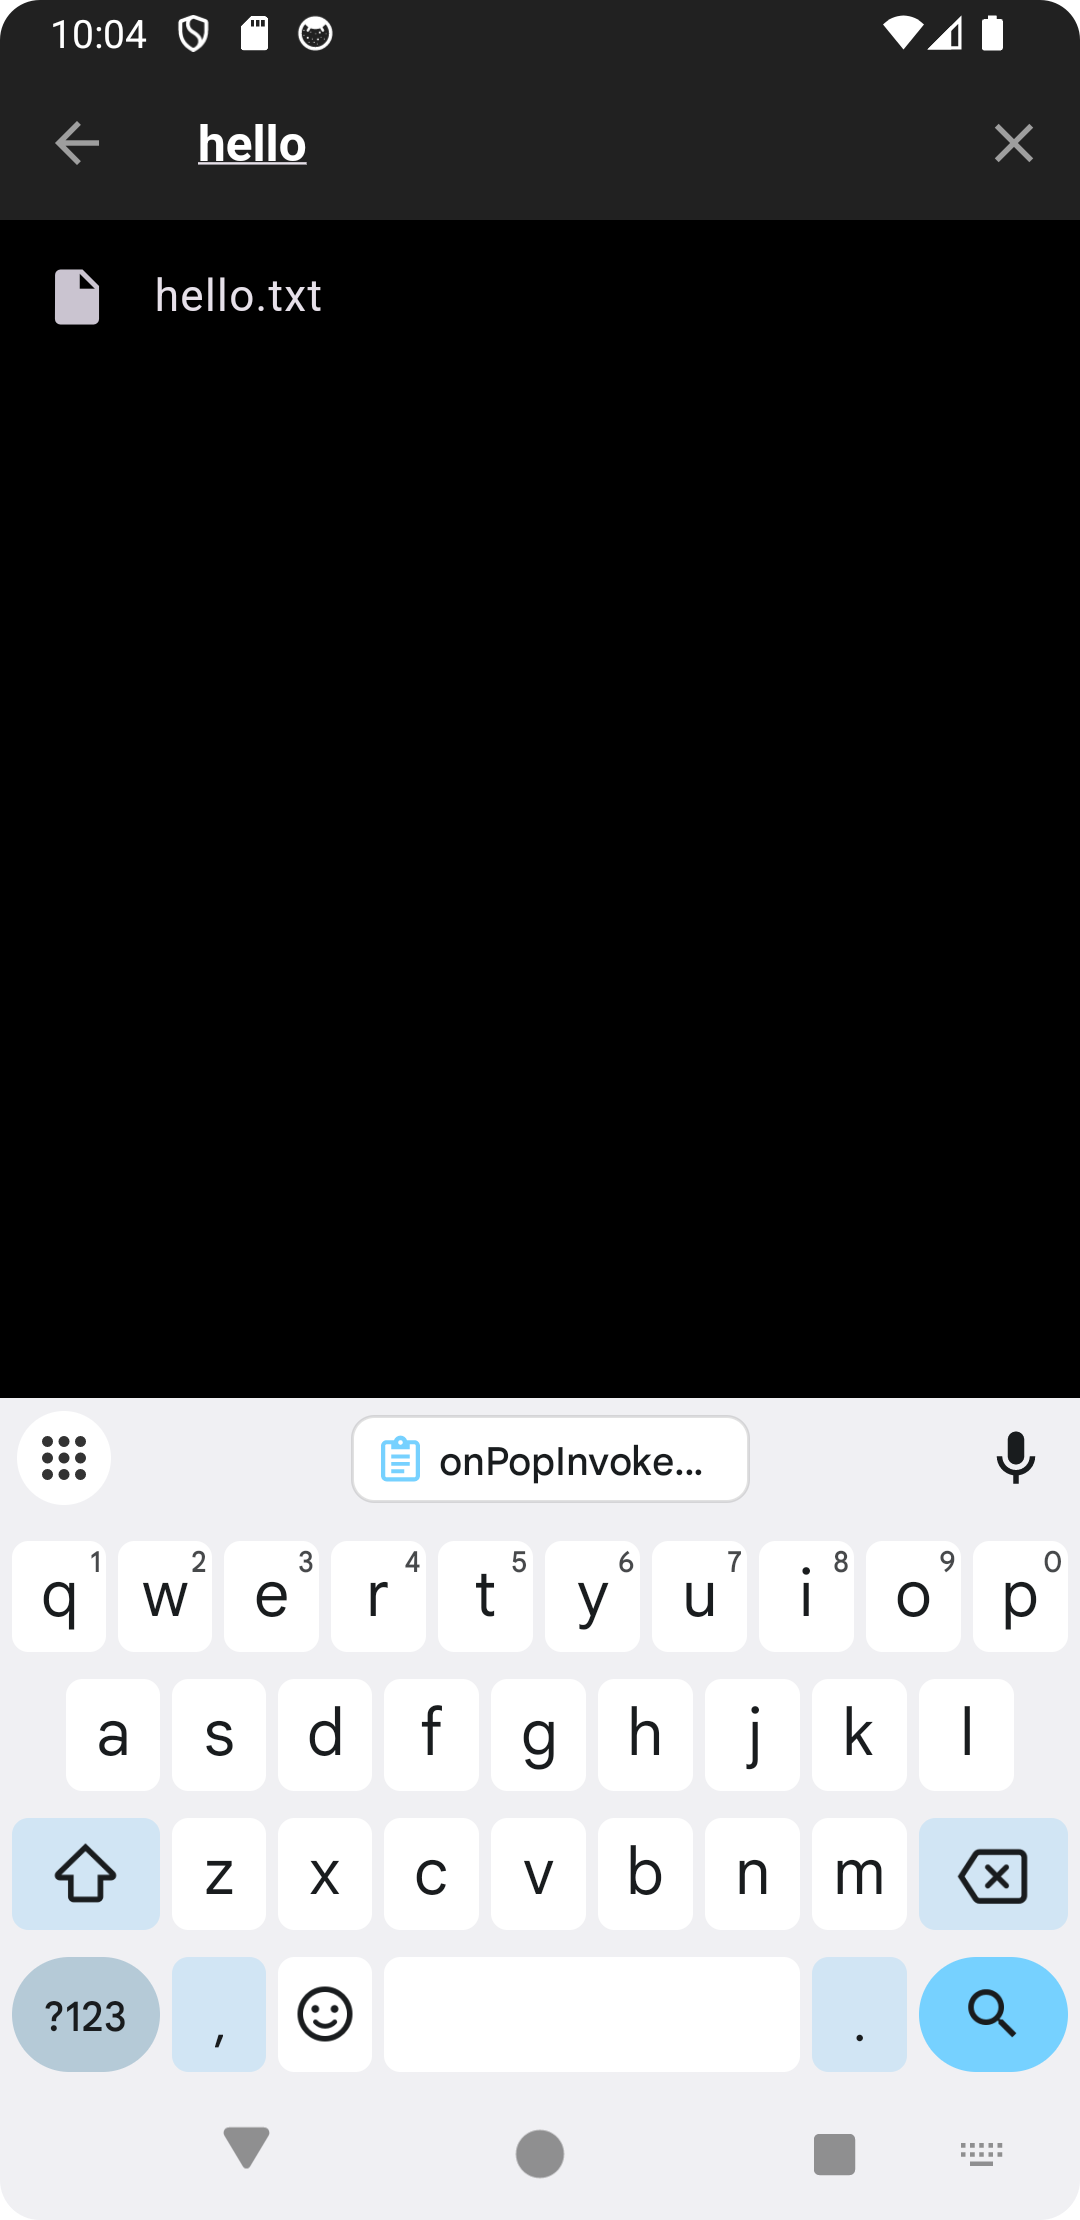 10:04
hello
hello.txt
onPopInvoke...
q 1 w 2 e 3 r 4 t 5 y 6 u 7 i 8 o 9 p 0
a s d f g h j k l
z x c v b n m
?123 , .